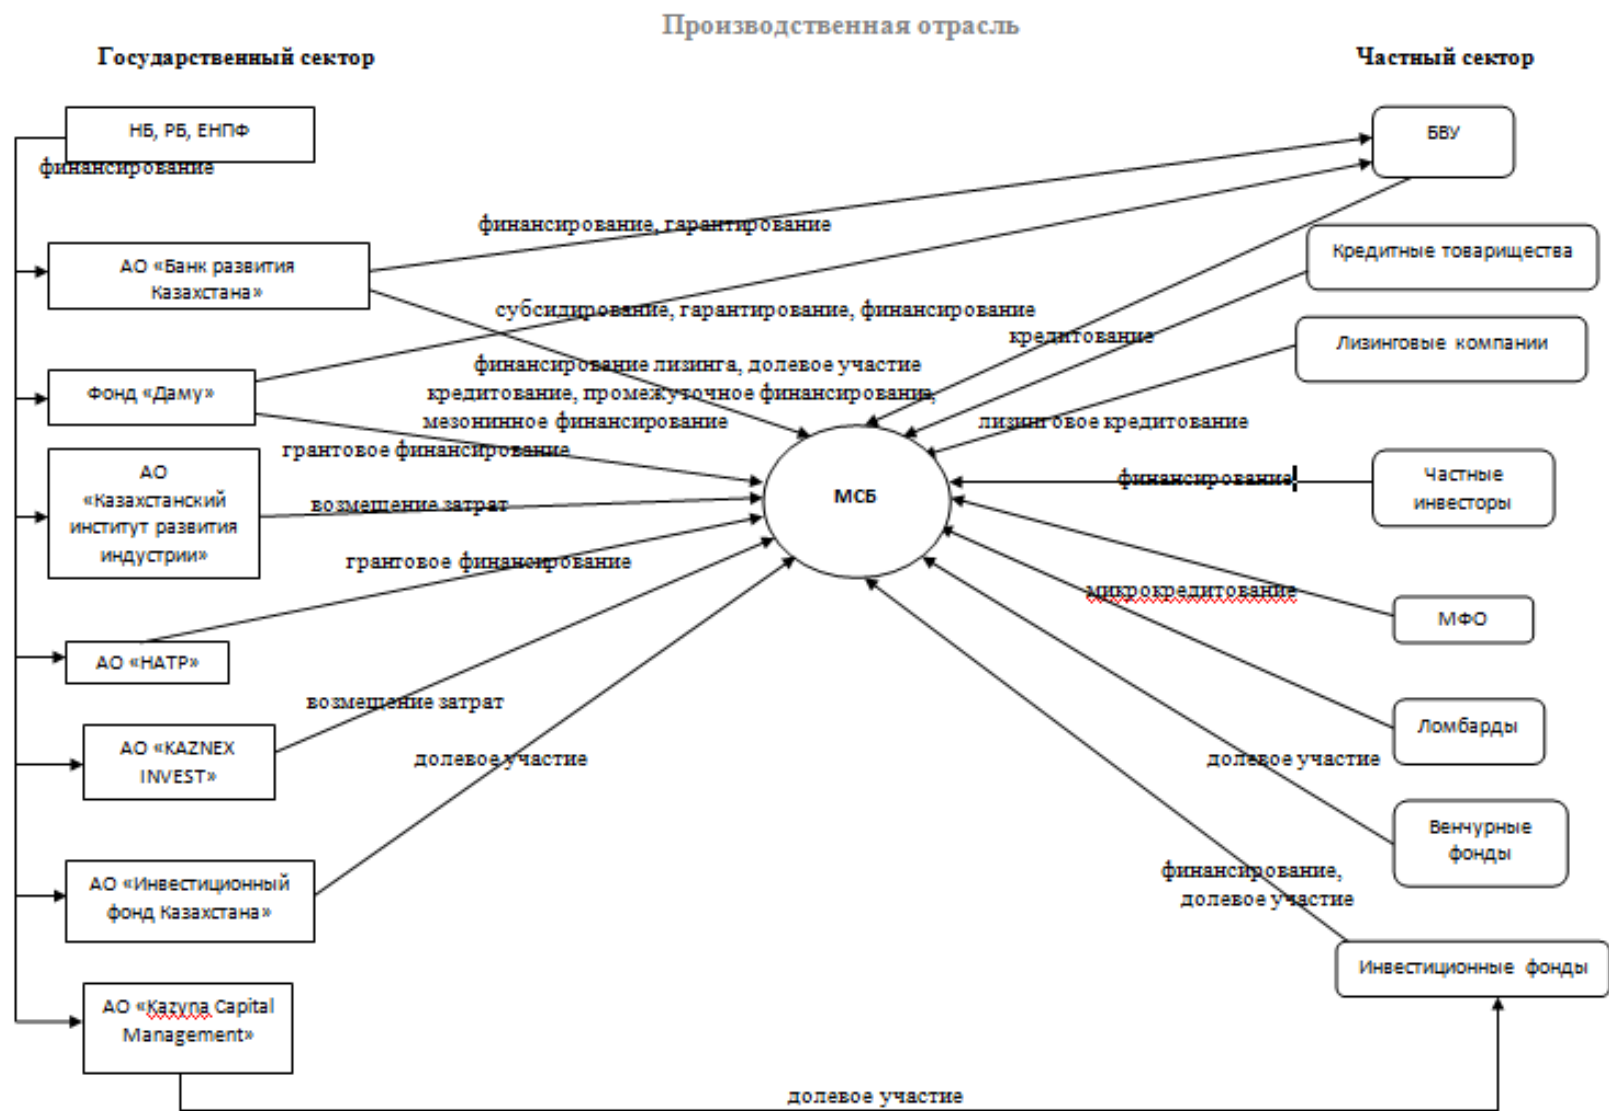 Производственная отрасль
Государственный сектор
Частный сектор
НБ, РБ, ЕНПФ
финансирование
БВУ
финансирование, гарантирование
Кредитные товарищества
АО «Банк развития
Казахстана»
субсидирование, гарантирование, финансирование
кредитование
Лизинговые компании
финансирование лизинга, долевое участие
Фонд «Даму»
кредитование, промежуточное финансирование,
мезонинное финансирование
лизинговое кредитование
грантовое финансирование
АО
«Казахстанский
институт развития
индустрии»
возмещение затрат
МСБ
финансирование
Частные
инвесторы
грантовое финансирование
микрокредитование
МФО
АО «НАТР»
возмещение затрат
Ломбарды
АО «KAZNEX
INVEST»
долевое участие
долевое участие
Венчурные
фонды
АО «Инвестиционный
фонд Казахстана»
финансирование,
долевое участие
Инвестиционные фонды
АО «Kazyna Capital
Management»
долевое участие